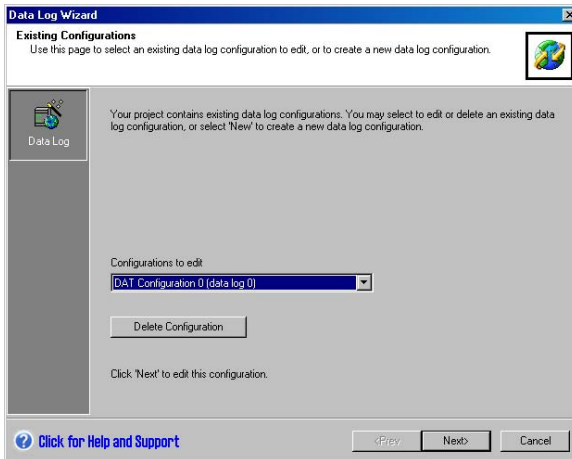 Data Log Wizard
Existing Configurations
Use this page to select an existing data log configuration to edit, or to create a new data log configuration.
Data Log
Your project contains existing data log configurations. You may select to edit or delete an existing data
log configuration, or select 'New' to create a new data log configuration.
Configurations to edit
DAT Configuration 0 (data log 0)
Delete Configuration
Click 'Next' to edit this configuration.
Click for Help and Support
<Prev
Next>
Cancel